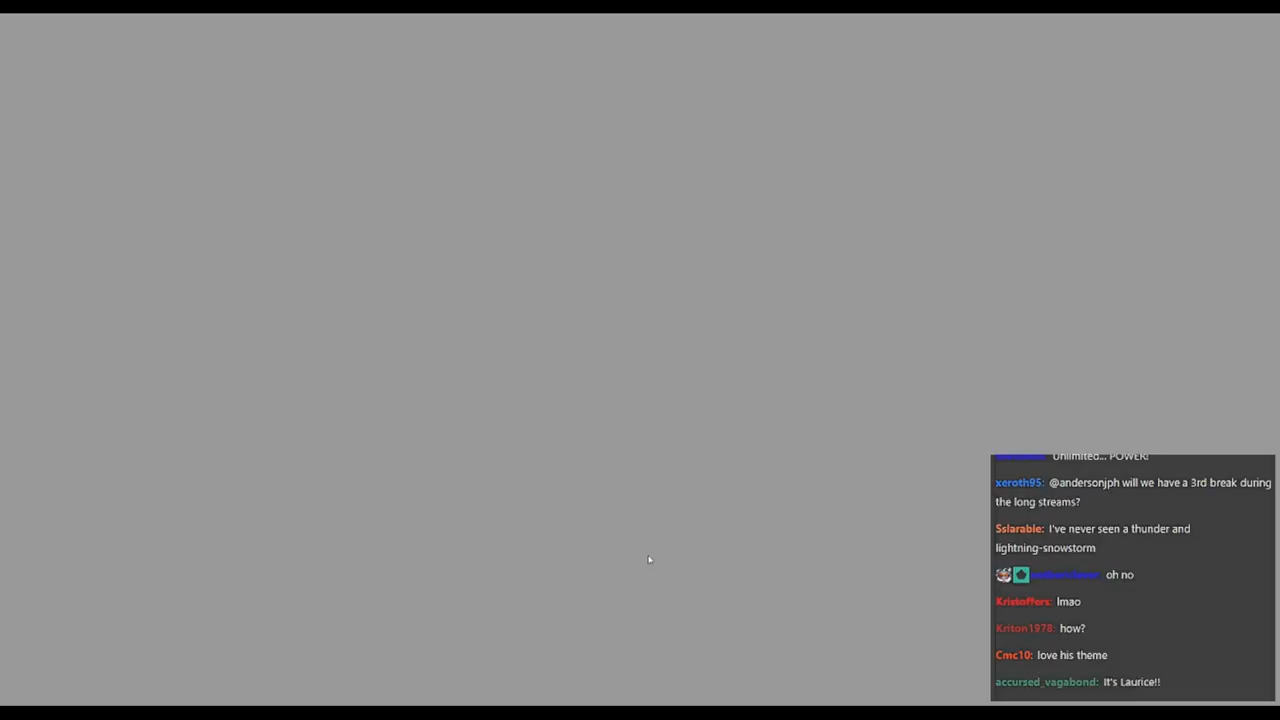 Unlimited... POWER!
xeroth95: @andersonjph will we have a 3rd break during
the long streams?
Sslarable: I've never seen a thunder and
lightning-snowstorm
oh no
Kristoffers: lmao
Kriton1978: how?
Cmc10: love his theme
accursed_vagabond: It's Laurice!!